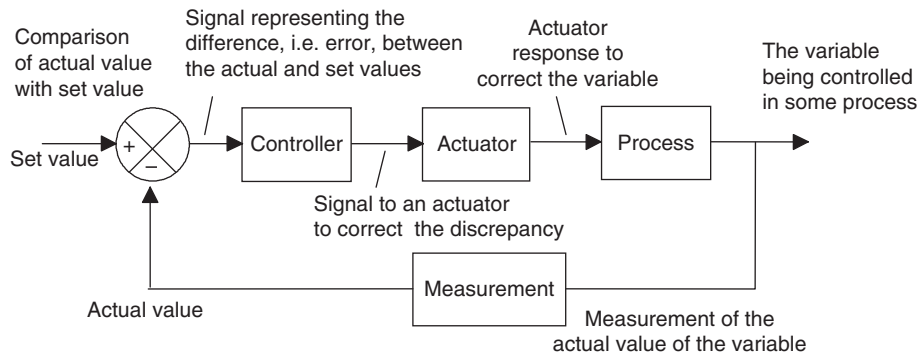 Comparison
of actual value
with set value
Signal representing the
difference, i.e. error, between
the actual and set values
Actuator
response to
correct the variable
The variable
being controlled
in some process
+
−
Set value
Controller
Actuator
Process
Signal to an actuator
to correct the discrepancy
Measurement
Actual value
Measurement of the
actual value of the variable